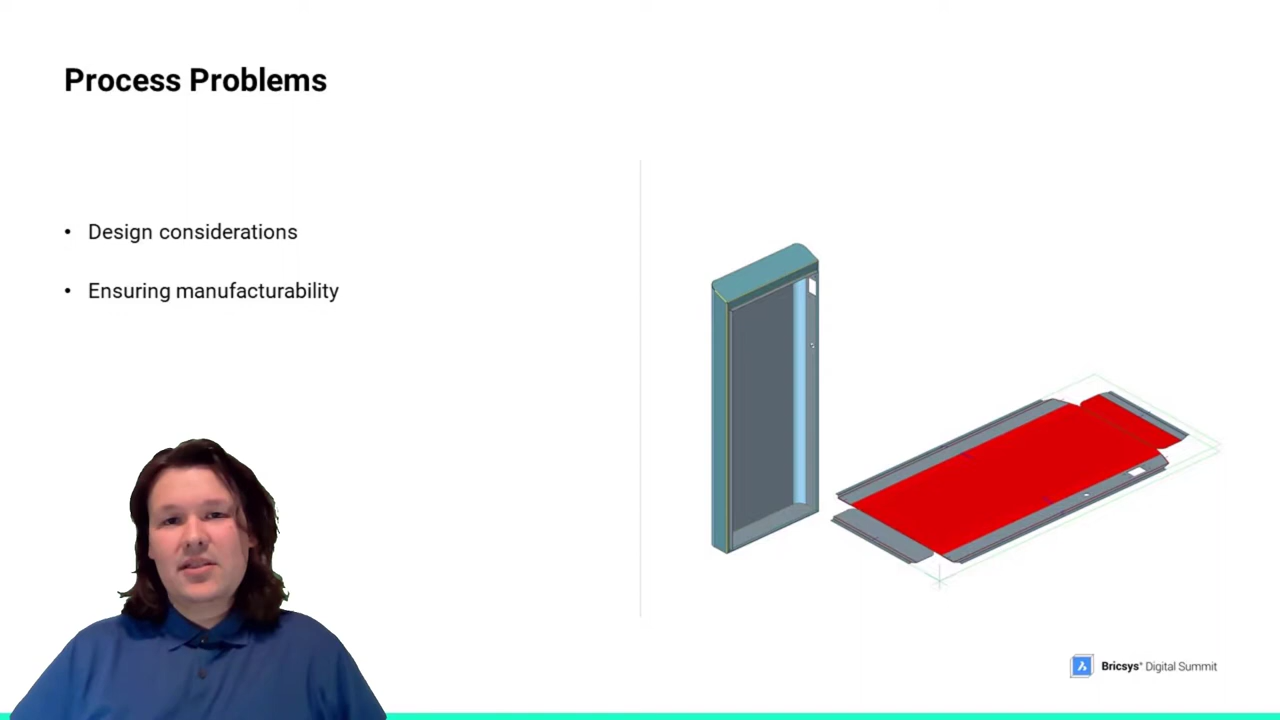 Process Problems
• Design considerations
• Ensuring manufacturability
Bricsys® Digital Summit